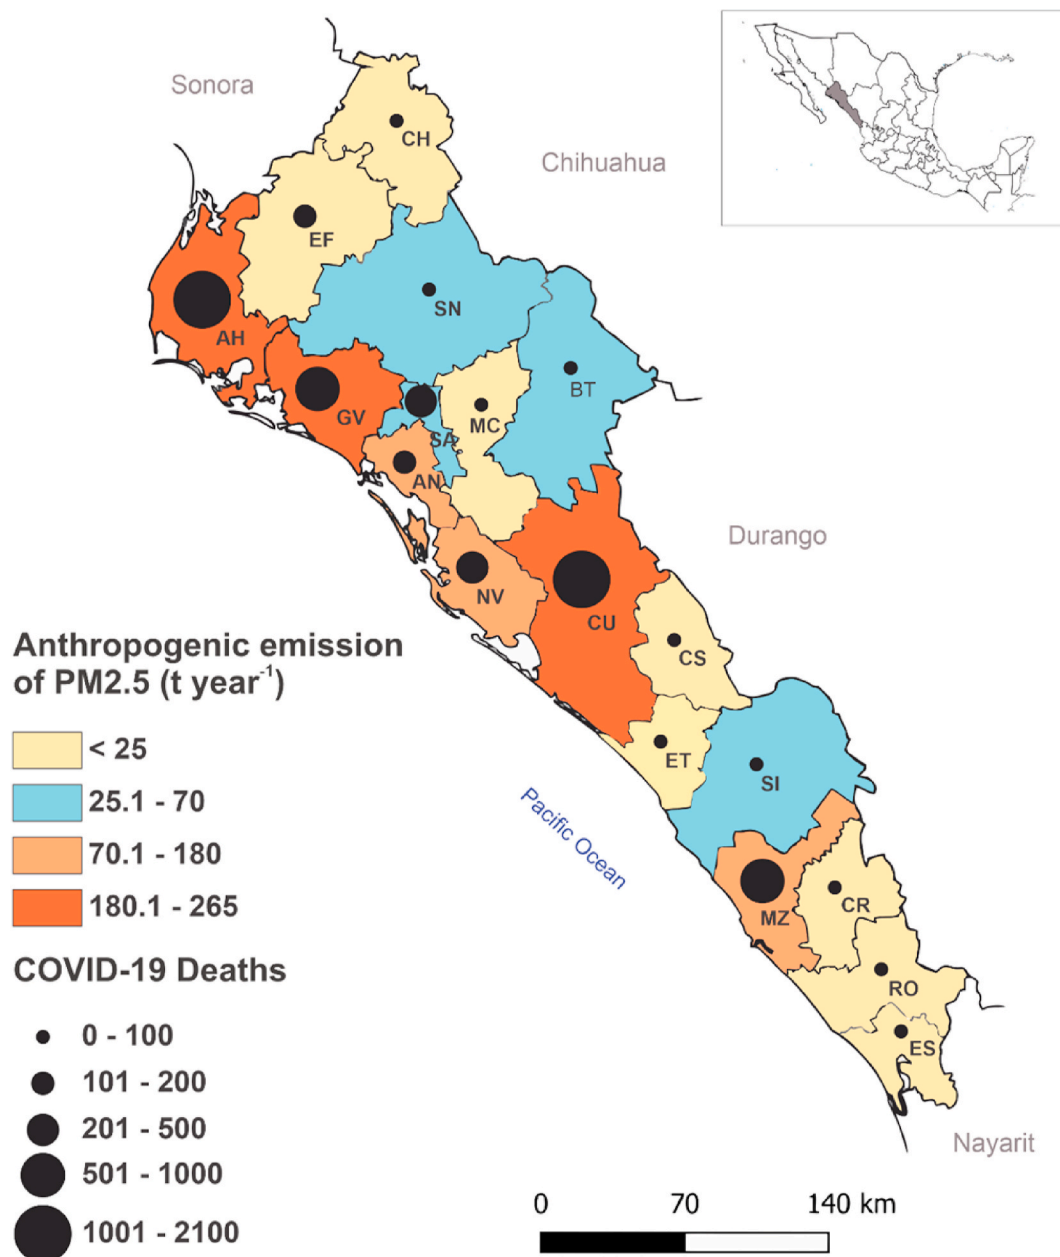 Sonora
Chihuahua
CH
EF
SN
AH
BT
GV
MC
SA
AN
Durango
NV
CU
CS
ET
SI
Pacific Ocean
MZ
CR
RO
ES
Nayarit
Anthropogenic emission
of PM2.5 (t year⁻¹)
< 25
25.1 - 70
70.1 - 180
180.1 - 265
COVID-19 Deaths
0 - 100
101 - 200
201 - 500
501 - 1000
1001 - 2100
0 70 140 km